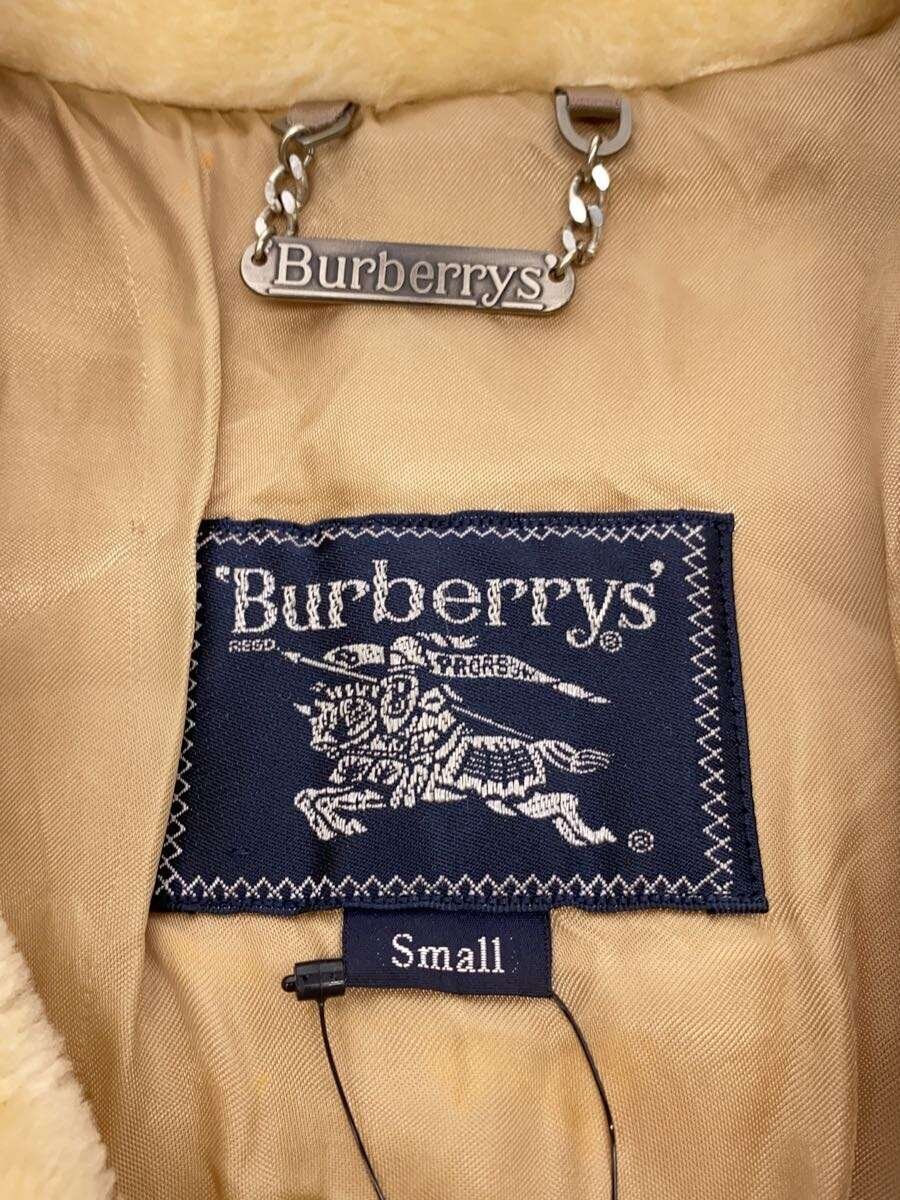 'Burberrys'
'Burberrys'®
REGD
PRORSUM
Small
®